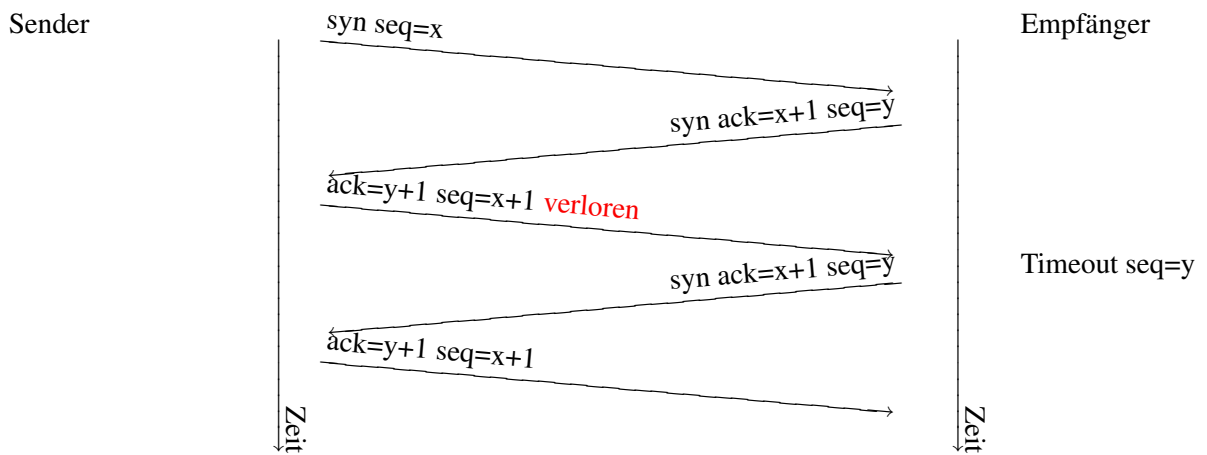 Sender
Empfänger
syn seq=x
syn ack=x+1 seq=y
ack=y+1 seq=x+1 verloren
syn ack=x+1 seq=y
Timeout seq=y
ack=y+1 seq=x+1
Zeit
Zeit